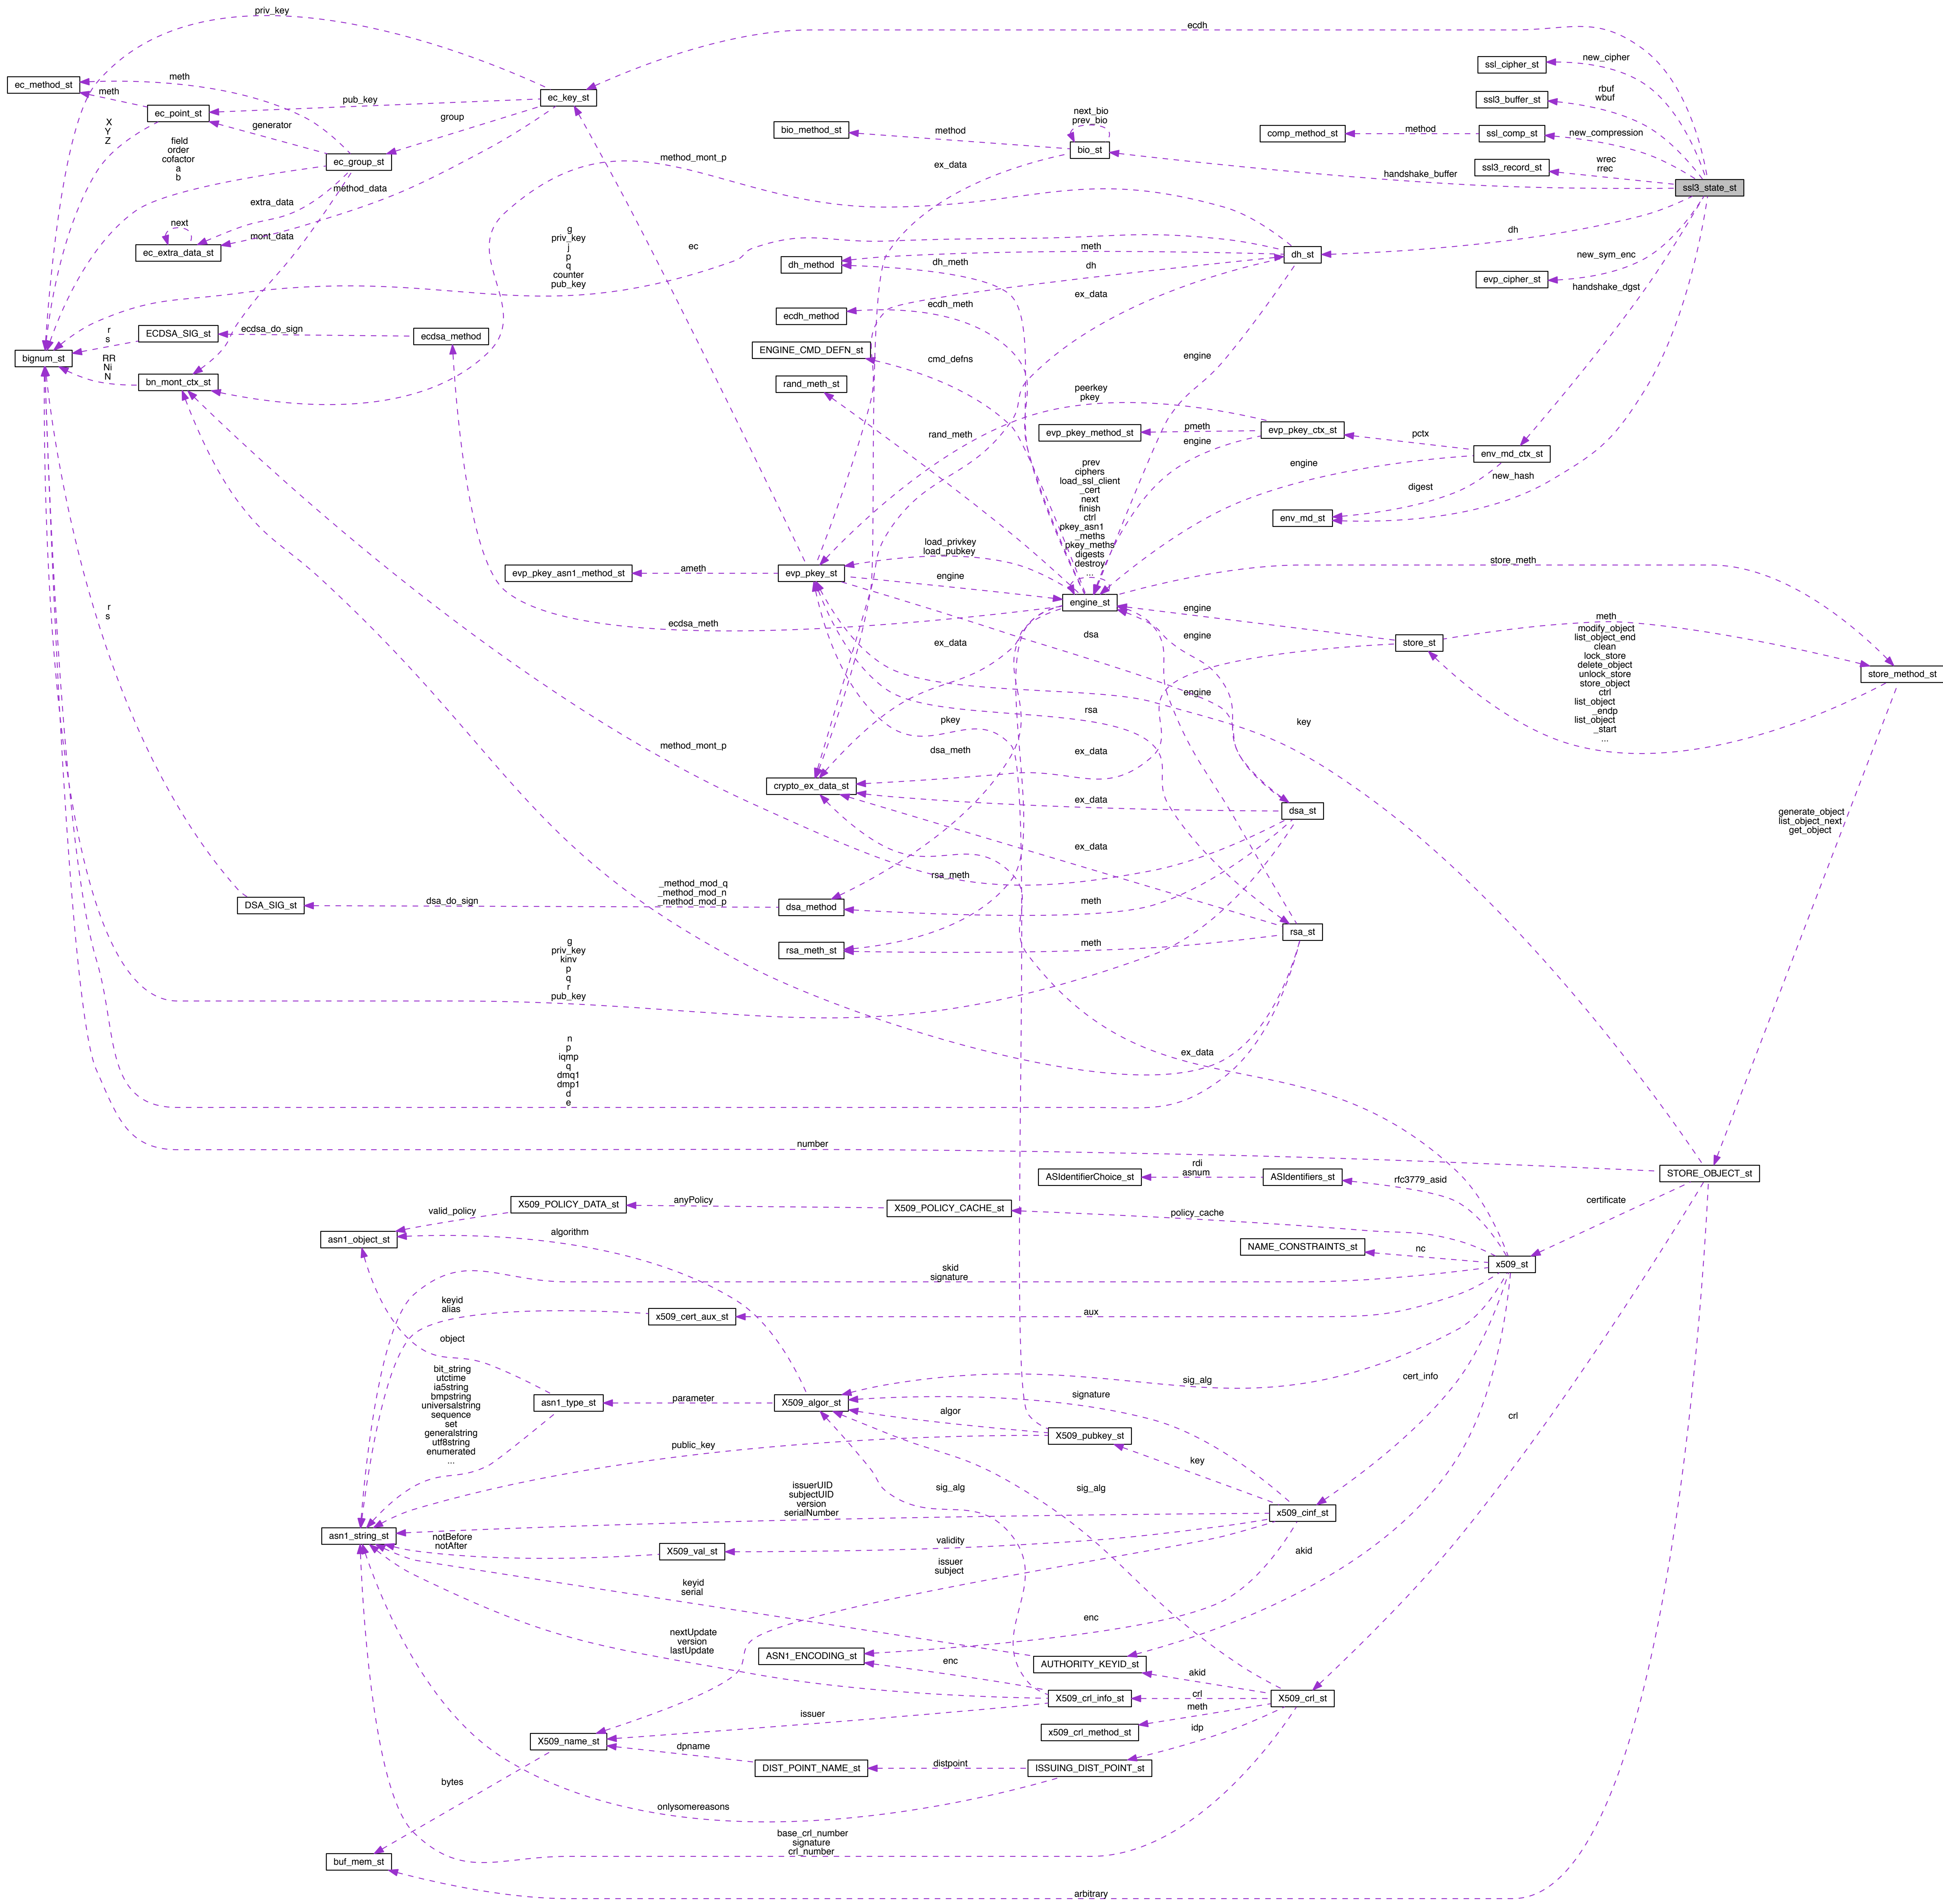 priv_key
ecdh
new_cipher
ssl_cipher_st
meth
ec_method_st
meth
ec_key_st
rbuf
wbuf
ssl3_buffer_st
pub_key
ec_point_st
next_bio
prev_bio
group
generator
X
Y
Z
bio_method_st
method
comp_method_st
method
ssl_comp_st
new_compression
field
order
cofactor
a
b
ec_group_st
method_mont_p
ex_data
bio_st
handshake_buffer
ssl3_record_st
wrec
rrec
ssl3_state_st
method_data
extra_data
next
mont_data
ec_extra_data_st
g
priv_key
j
p
q
counter
pub_key
ec
dh_method
meth
dh_meth
dh
dh_st
dh
new_sym_enc
evp_cipher_st
handshake_dgst
ex_data
ecdh_meth
ecdh_method
r
s
ECDSA_SIG_st
ecdsa_do_sign
ecdsa_method
ENGINE_CMD_DEFN_st
cmd_defns
engine
bignum_st
RR
Ni
N
bn_mont_ctx_st
rand_meth_st
peerkey
pkey
rand_meth
evp_pkey_method_st
pmeth
evp_pkey_ctx_st
pctx
env_md_ctx_st
engine
engine
prev
ciphers
load_ssl_client
_cert
next
finish
ctrl
pkey_asn1
_meths
pkey_meths
digests
destroy
...
digest
new_hash
env_md_st
load_privkey
load_pubkey
store_meth
evp_pkey_asn1_method_st
ameth
evp_pkey_st
engine
engine_st
r
s
ecdsa_meth
dsa
ex_data
engine
engine
store_st
meth
modify_object
list_object_end
clean
lock_store
delete_object
unlock_store
store_object
ctrl
list_object
_endp
list_object
_start
...
store_method_st
engine
rsa
key
pkey
method_mont_p
dsa_meth
ex_data
crypto_ex_data_st
ex_data
dsa_st
generate_object
list_object_next
get_object
ex_data
rsa_meth
DSA_SIG_st
dsa_do_sign
_method_mod_q
_method_mod_n
_method_mod_p
dsa_method
meth
rsa_meth_st
meth
rsa_st
g
priv_key
kinv
p
q
r
pub_key
n
p
iqmp
q
dmq1
dmp1
d
e
ex_data
number
STORE_OBJECT_st
ASIdentifierChoice_st
rdi
asnum
ASIdentifiers_st
rfc3779_asid
certificate
X509_POLICY_DATA_st
anyPolicy
X509_POLICY_CACHE_st
policy_cache
valid_policy
asn1_object_st
algorithm
NAME_CONSTRAINTS_st
nc
x509_st
skid
signature
keyid
alias
x509_cert_aux_st
aux
object
bit_string
utctime
ia5string
bmpstring
universalstring
sequence
set
generalstring
utf8string
enumerated
...
asn1_type_st
parameter
X509_algor_st
signature
sig_alg
cert_info
algor
X509_pubkey_st
crl
public_key
key
issuerUID
subjectUID
version
serialNumber
sig_alg
sig_alg
x509_cinf_st
asn1_string_st
notBefore
notAfter
X509_val_st
validity
issuer
subject
akid
keyid
serial
enc
nextUpdate
version
lastUpdate
ASN1_ENCODING_st
enc
AUTHORITY_KEYID_st
akid
X509_crl_info_st
crl
X509_crl_st
meth
x509_crl_method_st
issuer
idp
X509_name_st
dpname
DIST_POINT_NAME_st
distpoint
ISSUING_DIST_POINT_st
bytes
onlysomereasons
base_crl_number
signature
crl_number
buf_mem_st
arbitrary